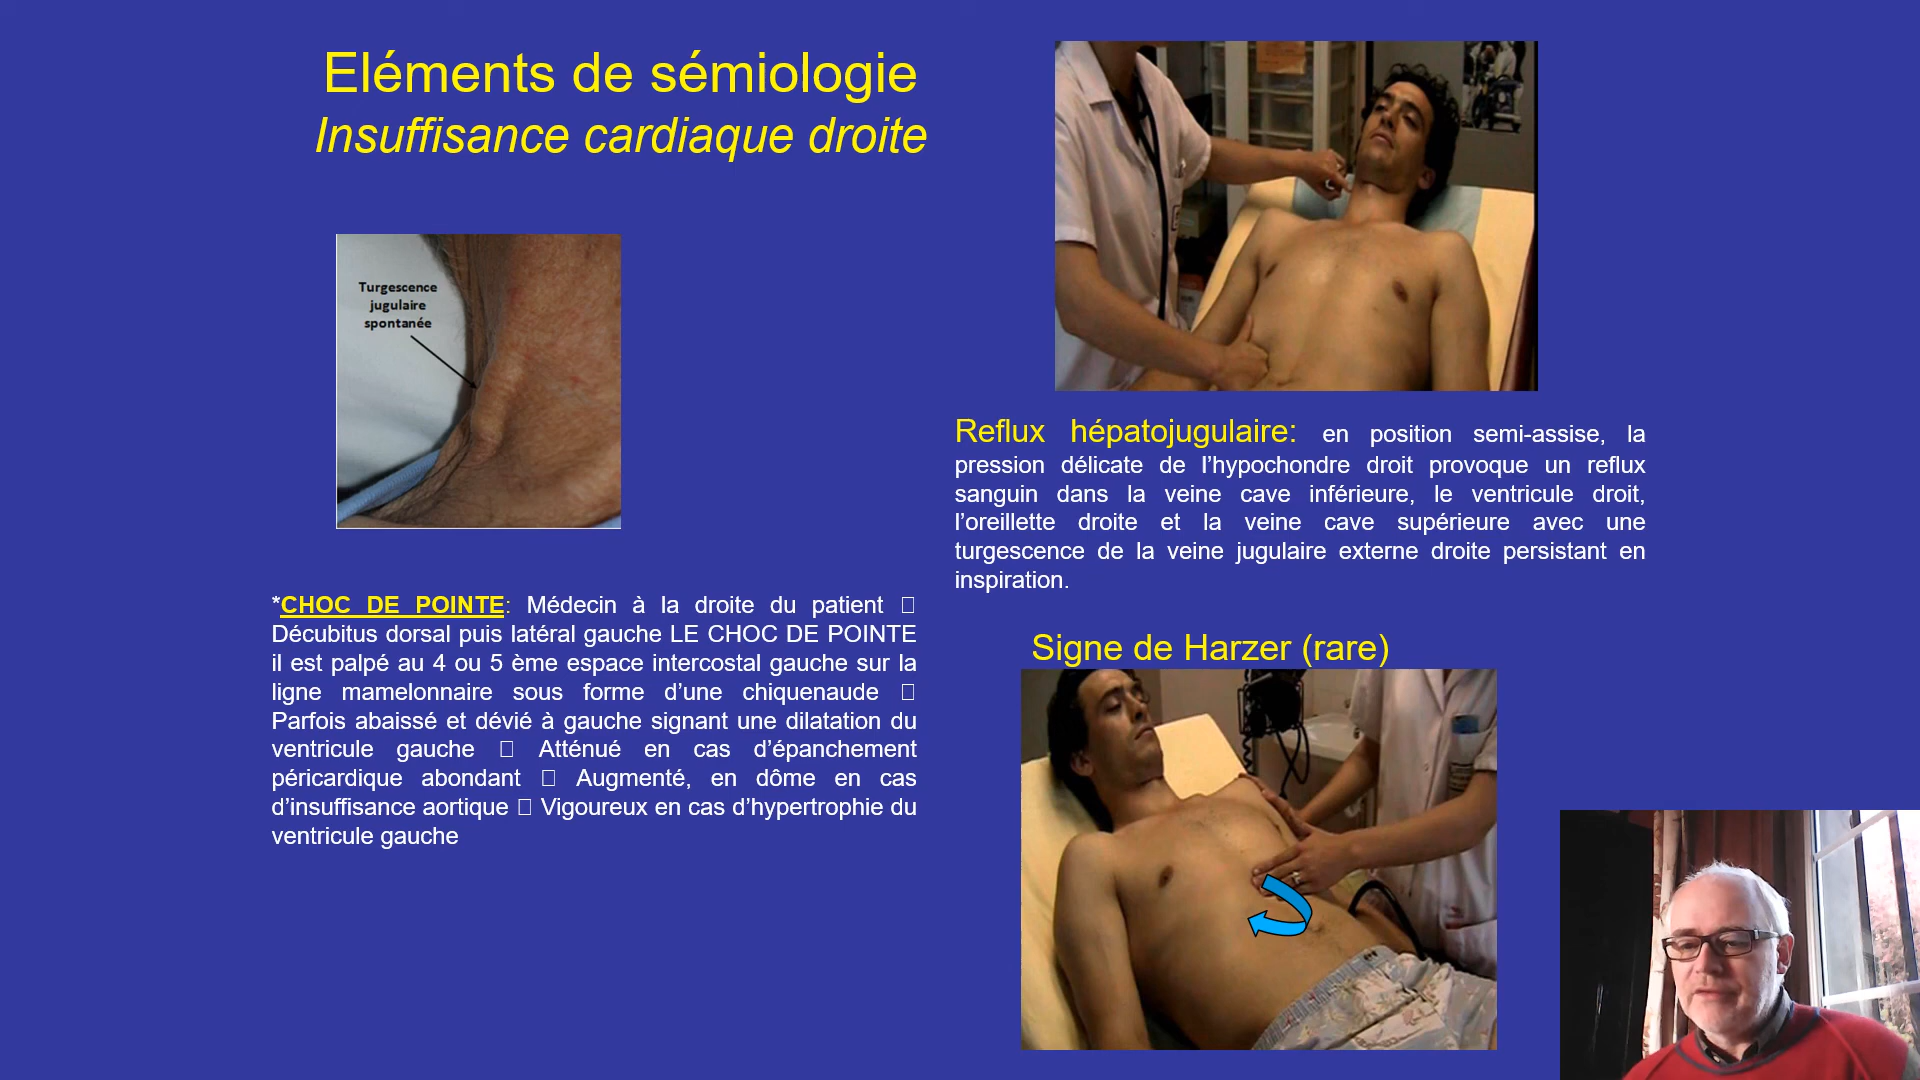 Eléments de sémiologie
Insuffisance cardiaque droite
Turgescence
jugulaire
spontanée
*CHOC DE POINTE: Médecin à la droite du patient 
Décubitus dorsal puis latéral gauche LE CHOC DE POINTE
il est palpé au 4 ou 5 ème espace intercostal gauche sur la
ligne mamelonnaire sous forme d’une chiquenaude 
Parfois abaissé et dévié à gauche signant une dilatation du
ventricule gauche  Atténué en cas d’épanchement
péricardique abondant  Augmenté, en dôme en cas
d’insuffisance aortique  Vigoureux en cas d’hypertrophie du
ventricule gauche
Reflux hépatojugulaire: en position semi-assise, la
pression délicate de l’hypochondre droit provoque un reflux
sanguin dans la veine cave inférieure, le ventricule droit,
l’oreillette droite et la veine cave supérieure avec une
turgescence de la veine jugulaire externe droite persistant en
inspiration.
Signe de Harzer (rare)